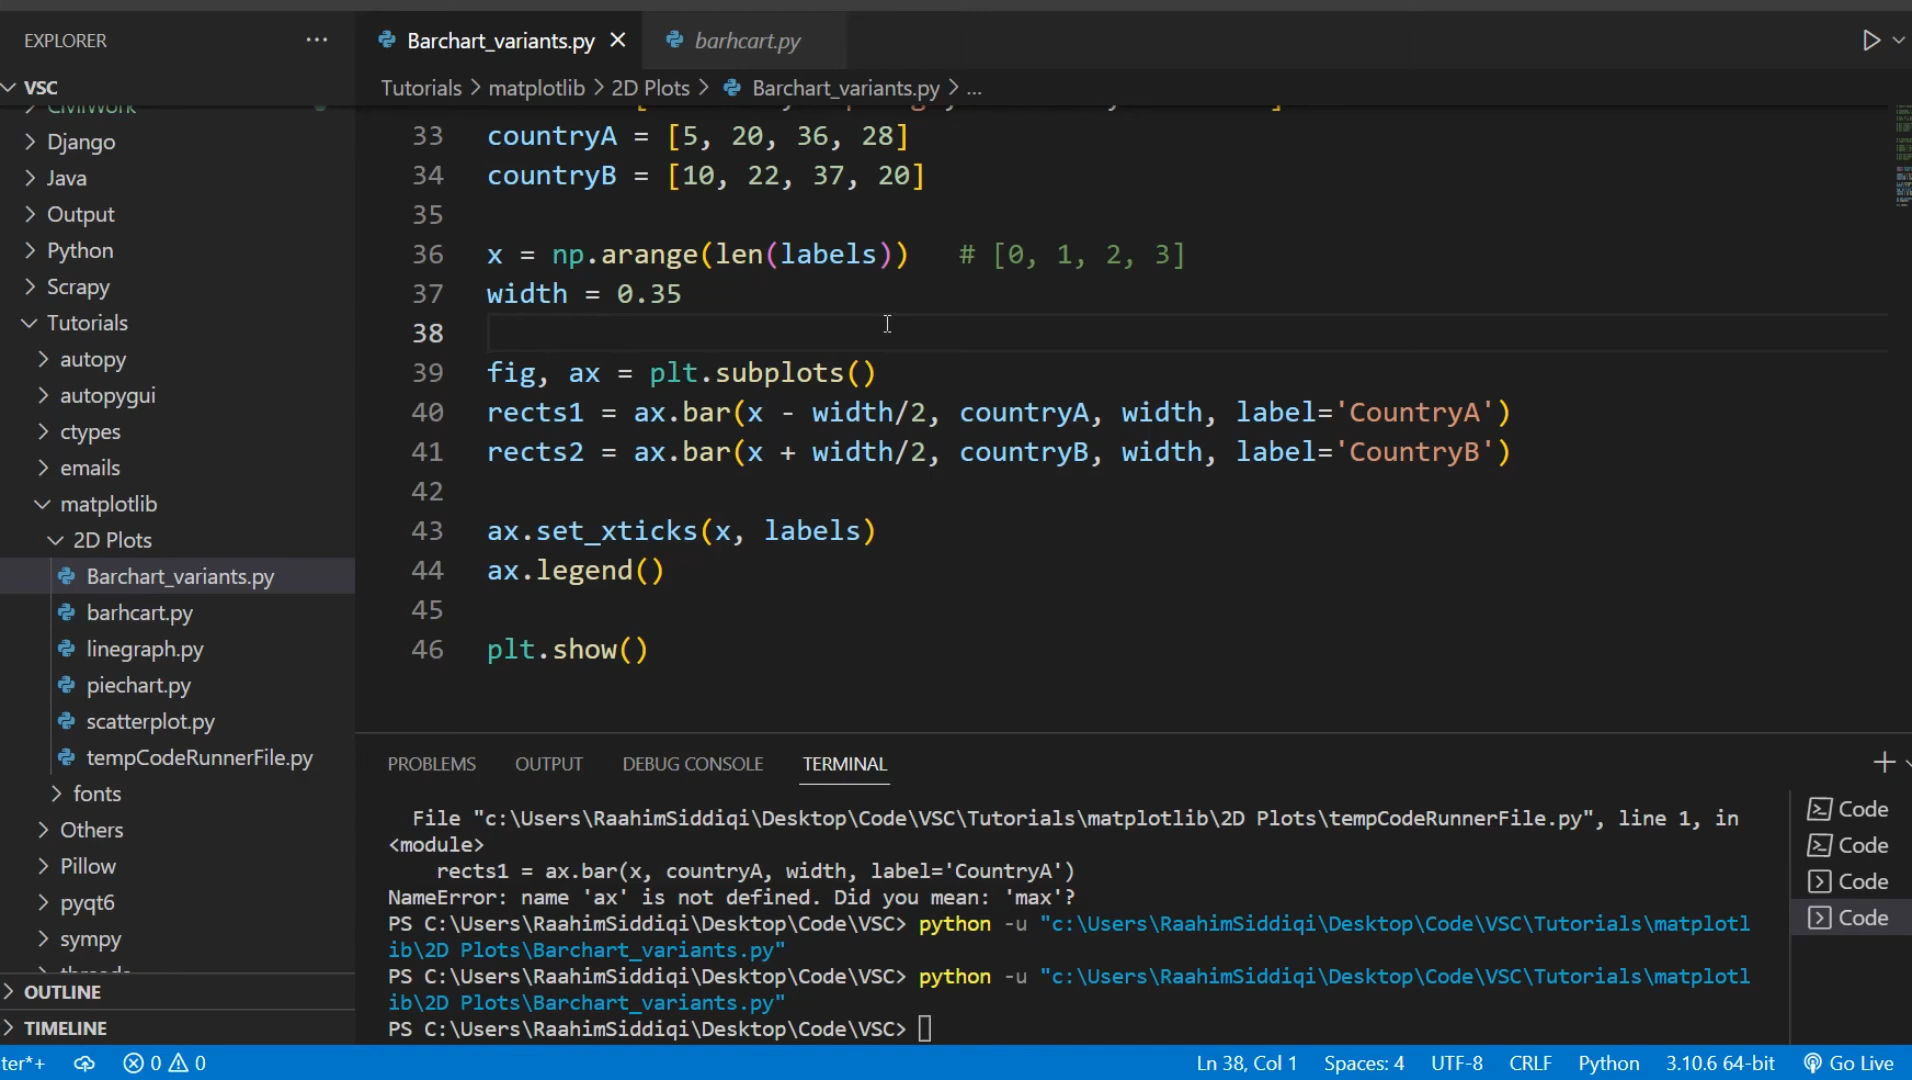 EXPLORER
VSC
CivilWork
Django
Java
Output
Python
Scrapy
Tutorials
autopy
autopygui
ctypes
emails
matplotlib
2D Plots
Barchart_variants.py
barhcart.py
linegraph.py
piechart.py
scatterplot.py
tempCodeRunnerFile.py
fonts
Others
Pillow
pyqt6
sympy
threads
OUTLINE
TIMELINE
Barchart_variants.py
barhcart.py
Tutorials > matplotlib > 2D Plots > Barchart_variants.py > ...
33 countryA = [5, 20, 36, 28]
34 countryB = [10, 22, 37, 20]
35
36 x = np.arange(len(labels))   # [0, 1, 2, 3]
37 width = 0.35
38
39 fig, ax = plt.subplots()
40 rects1 = ax.bar(x - width/2, countryA, width, label='CountryA')
41 rects2 = ax.bar(x + width/2, countryB, width, label='CountryB')
42
43 ax.set_xticks(x, labels)
44 ax.legend()
45
46 plt.show()
PROBLEMS OUTPUT DEBUG CONSOLE TERMINAL
File "c:\Users\RaahimSiddiqi\Desktop\Code\VSC\Tutorials\matplotlib\2D Plots\tempCodeRunnerFile.py", line 1, in
<module>
rects1 = ax.bar(x, countryA, width, label='CountryA')
NameError: name 'ax' is not defined. Did you mean: 'max'?
PS C:\Users\RaahimSiddiqi\Desktop\Code\VSC> python -u "c:\Users\RaahimSiddiqi\Desktop\Code\VSC\Tutorials\matplotl
ib\2D Plots\Barchart_variants.py"
PS C:\Users\RaahimSiddiqi\Desktop\Code\VSC> python -u "c:\Users\RaahimSiddiqi\Desktop\Code\VSC\Tutorials\matplotl
ib\2D Plots\Barchart_variants.py"
PS C:\Users\RaahimSiddiqi\Desktop\Code\VSC>
Code
Code
Code
Code
ter*+ 0 0 Ln 38, Col 1 Spaces: 4 UTF-8 CRLF Python 3.10.6 64-bit Go Live